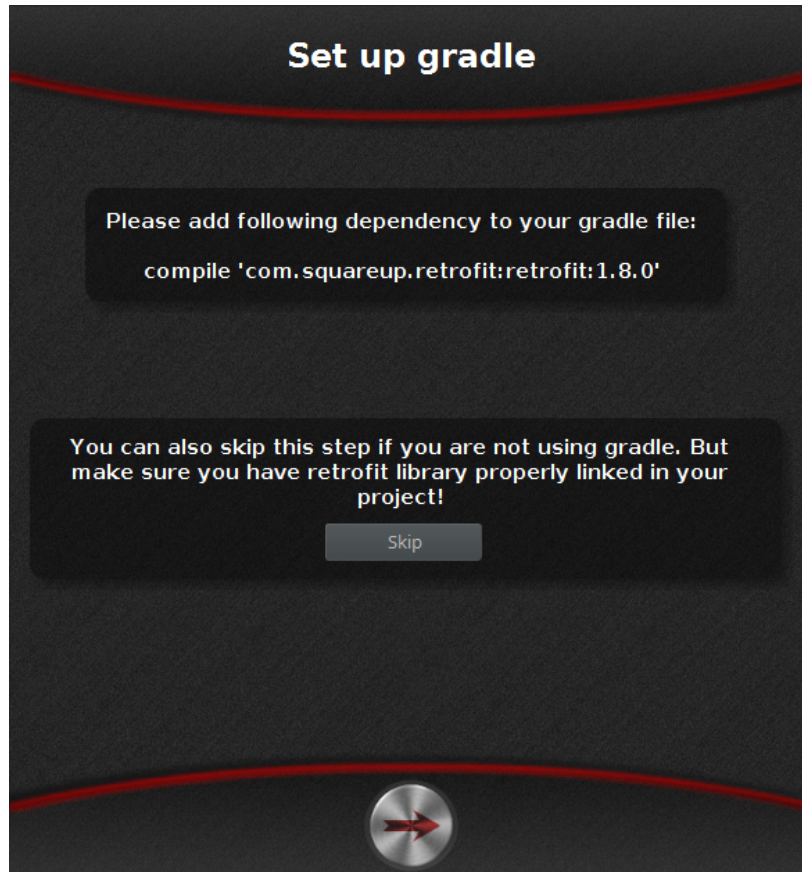 Set up gradle
Please add following dependency to your gradle file:
compile 'com.squareup.retrofit:retrofit:1.8.0'
You can also skip this step if you are not using gradle. But
make sure you have retrofit library properly linked in your
project!
Skip